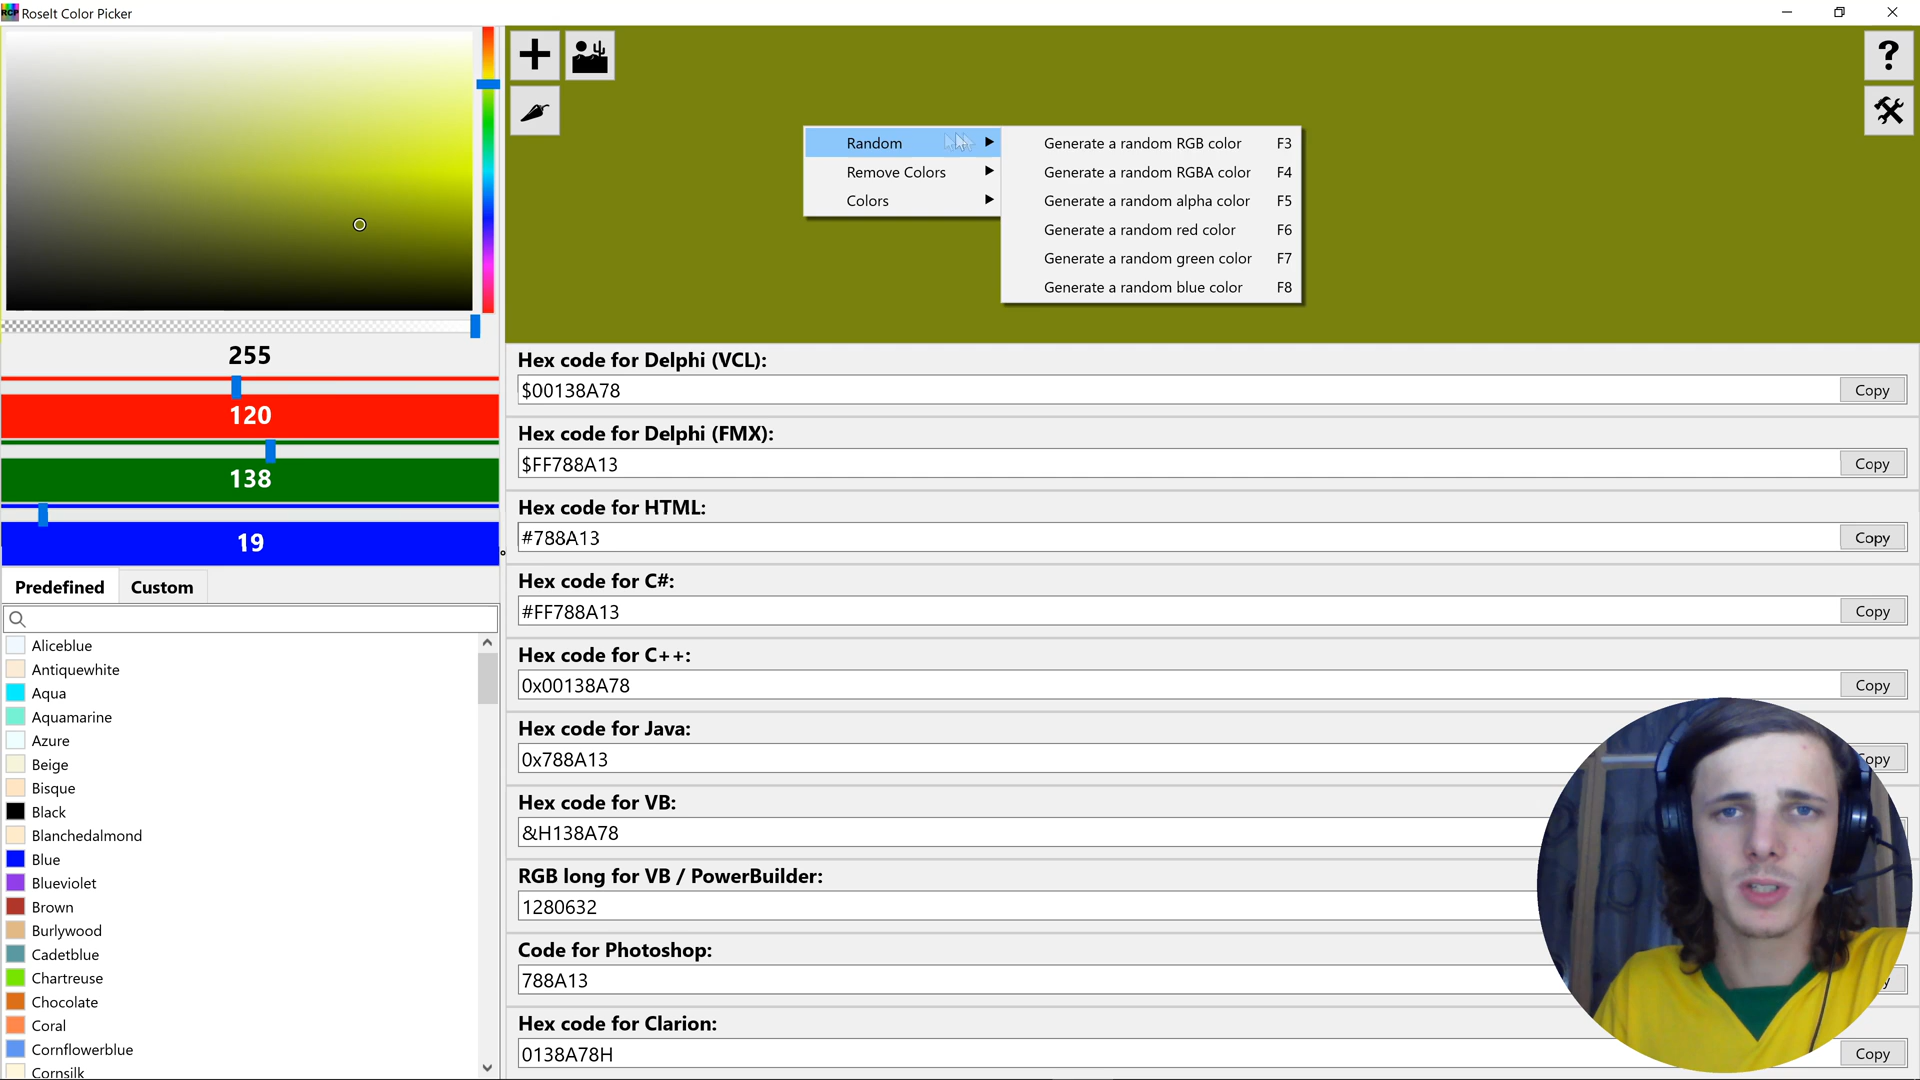 RCP Roselt Color Picker
?
Random
Remove Colors
Colors
Generate a random RGB color F3
Generate a random RGBA color F4
Generate a random alpha color F5
Generate a random red color F6
Generate a random green color F7
Generate a random blue color F8
255
120
138
19
Predefined Custom
Aliceblue
Antiquewhite
Aqua
Aquamarine
Azure
Beige
Bisque
Black
Blanchedalmond
Blue
Blueviolet
Brown
Burlywood
Cadetblue
Chartreuse
Chocolate
Coral
Cornflowerblue
Cornsilk
Hex code for Delphi (VCL):
$00138A78 Copy
Hex code for Delphi (FMX):
$FF788A13 Copy
Hex code for HTML:
#788A13 Copy
Hex code for C#:
#FF788A13 Copy
Hex code for C++:
0x00138A78 Copy
Hex code for Java:
0x788A13 Copy
Hex code for VB:
&H138A78
RGB long for VB / PowerBuilder:
1280632
Code for Photoshop:
788A13
Hex code for Clarion:
0138A78H Copy